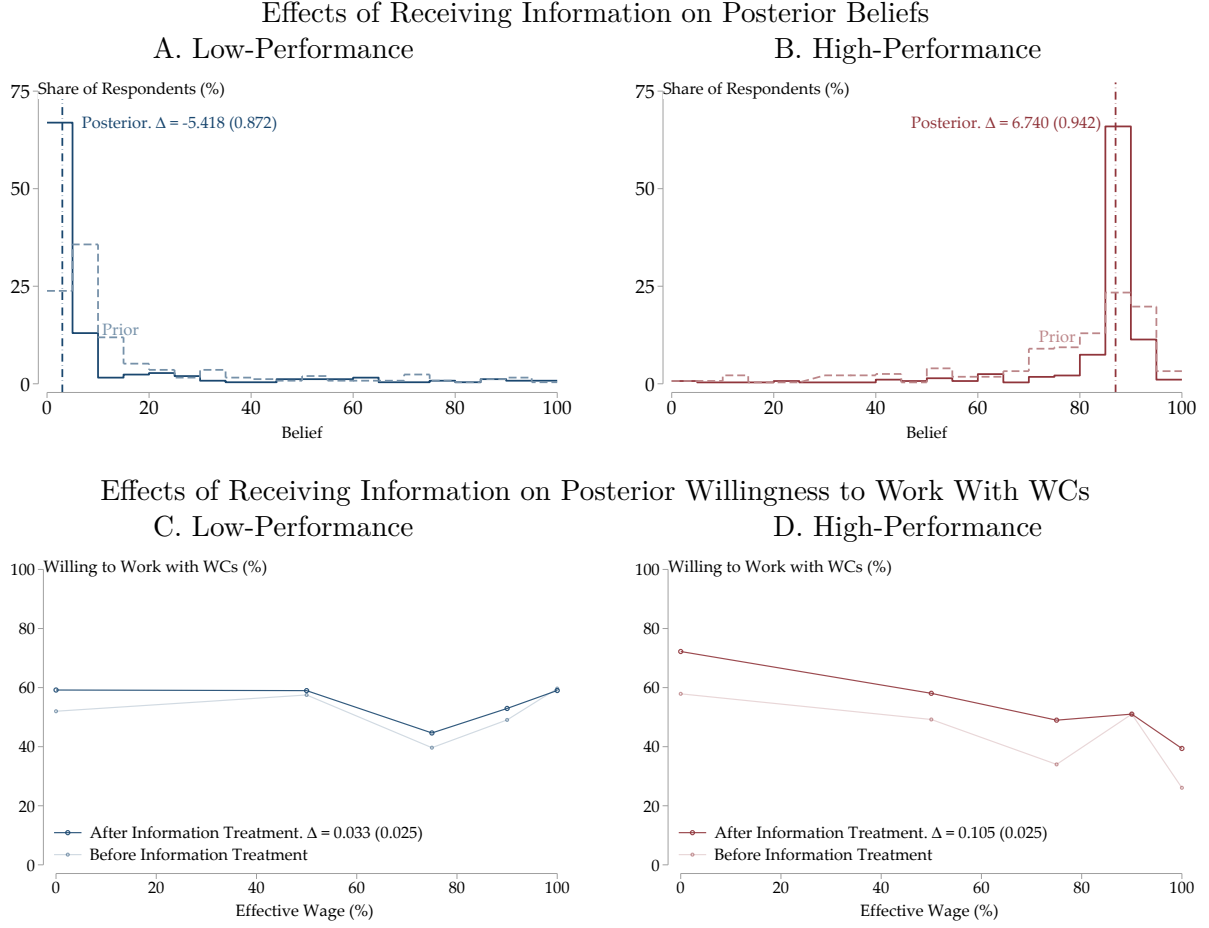 Effects of Receiving Information on Posterior Beliefs
A. Low-Performance
Share of Respondents (%)
75
50
25
0
Posterior. Δ = -5.418 (0.872)
Prior
0 20 40 60 80 100
Belief
B. High-Performance
Share of Respondents (%)
75
50
25
0
Posterior. Δ = 6.740 (0.942)
Prior
0 20 40 60 80 100
Belief
Effects of Receiving Information on Posterior Willingness to Work With WCs
C. Low-Performance
Willing to Work with WCs (%)
100
80
60
40
20
0
After Information Treatment. Δ = 0.033 (0.025)
Before Information Treatment
0 20 40 60 80 100
Effective Wage (%)
D. High-Performance
Willing to Work with WCs (%)
100
80
60
40
20
0
After Information Treatment. Δ = 0.105 (0.025)
Before Information Treatment
0 20 40 60 80 100
Effective Wage (%)